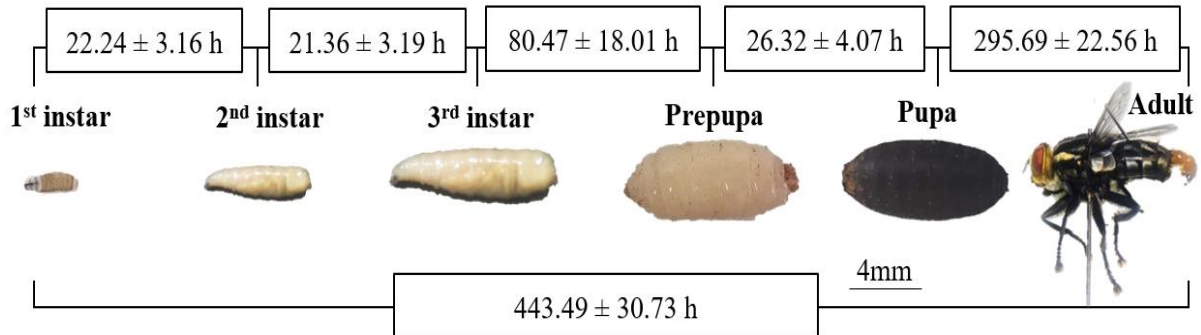 22.24 ± 3.16 h 21.36 ± 3.19 h 80.47 ± 18.01 h 26.32 ± 4.07 h 295.69 ± 22.56 h
1st instar 2nd instar 3rd instar Prepupa Pupa Adult
4mm
443.49 ± 30.73 h